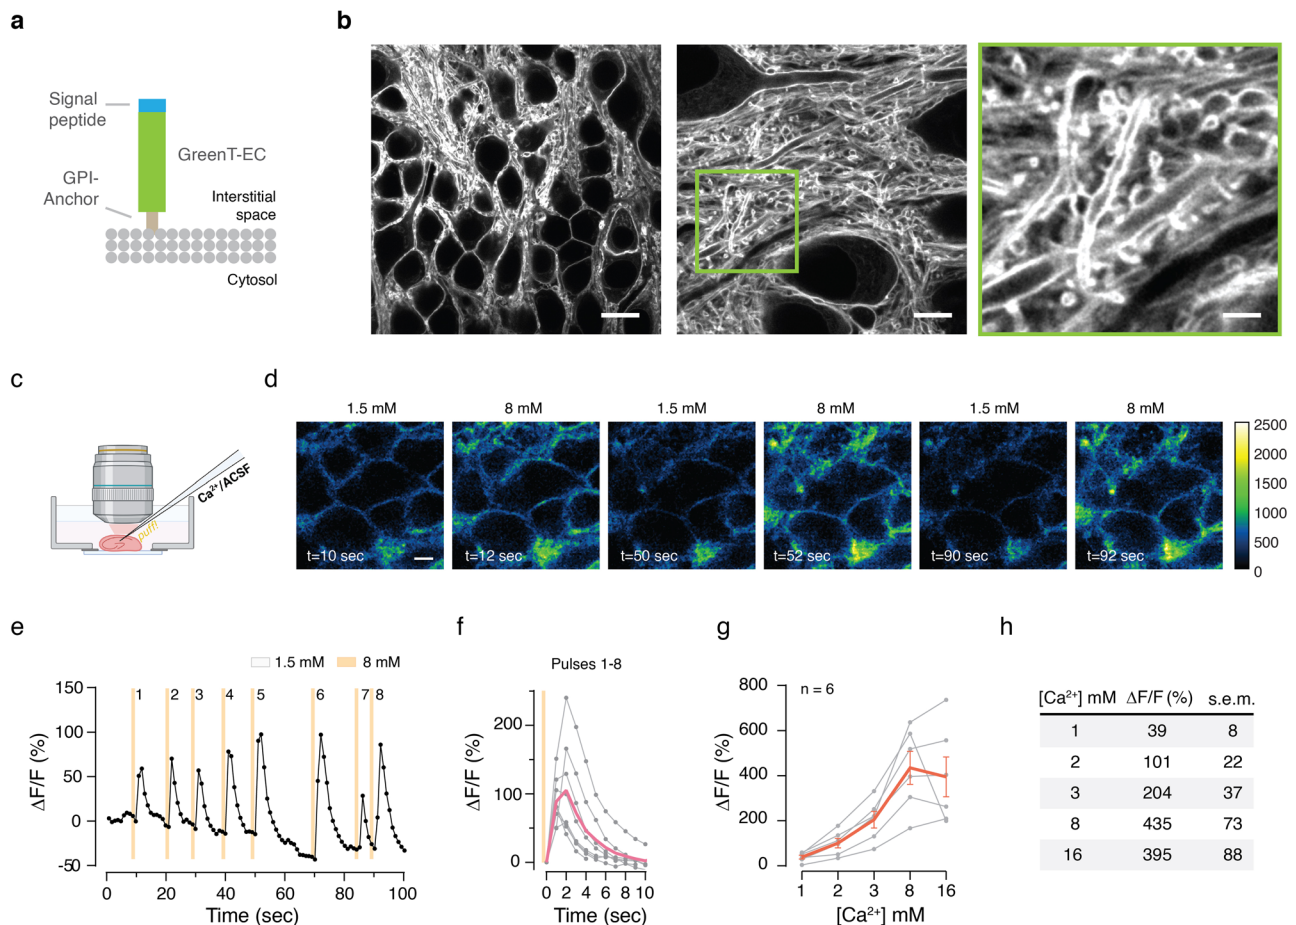 a
Signal
peptide
GreenT-EC
GPI-
Anchor
Interstitial
space
Cytosol
b
c
Ca²⁺/ACSF
puff!
d
1.5 mM
8 mM
1.5 mM
8 mM
1.5 mM
8 mM
t=10 sec
t=12 sec
t=50 sec
t=52 sec
t=90 sec
t=92 sec
2500
2000
1500
1000
500
0
e
1.5 mM
8 mM
1 2 3 4 5 6 7 8
ΔF/F (%)
150
100
50
0
-50
0 20 40 60 80 100
Time (sec)
f
Pulses 1-8
ΔF/F (%)
200
100
0
0 2 4 6 8 10
Time (sec)
g
n = 6
ΔF/F (%)
800
600
400
200
0
1 2 3 8 16
[Ca²⁺] mM
h
[Ca²⁺] mM ΔF/F (%) s.e.m.
1 39 8
2 101 22
3 204 37
8 435 73
16 395 88